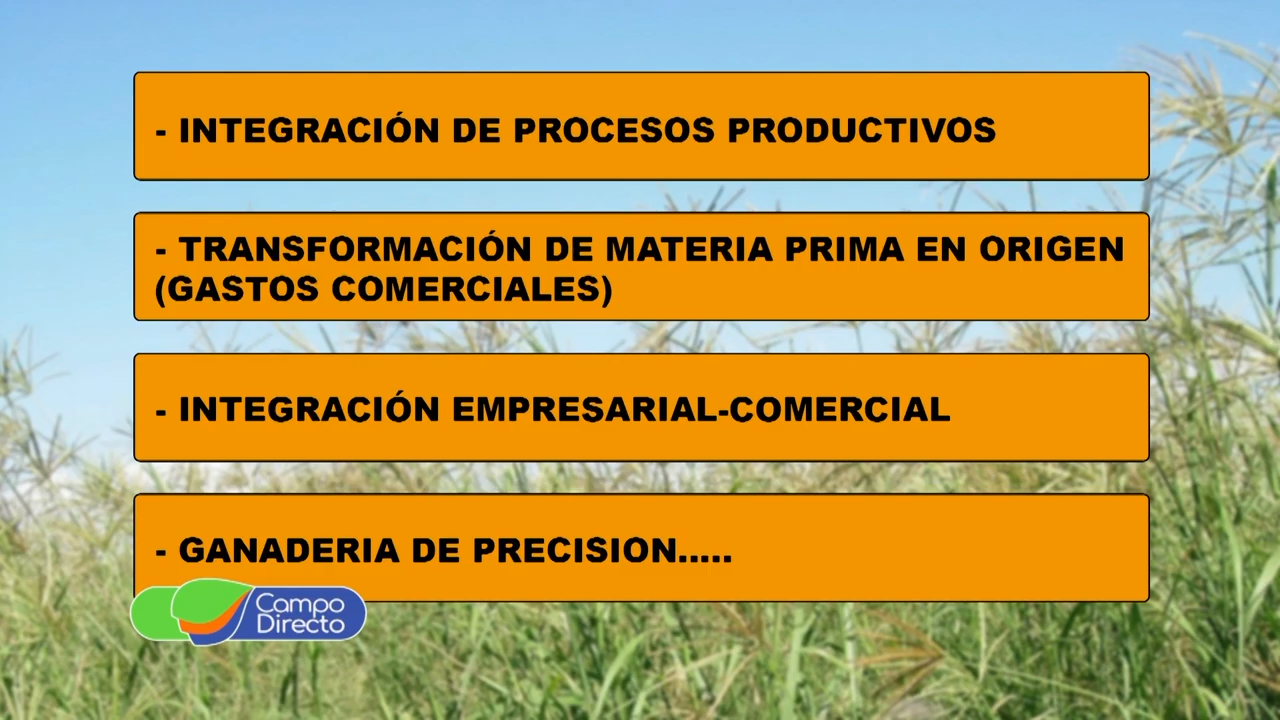 - INTEGRACIÓN DE PROCESOS PRODUCTIVOS
- TRANSFORMACIÓN DE MATERIA PRIMA EN ORIGEN
(GASTOS COMERCIALES)
- INTEGRACIÓN EMPRESARIAL-COMERCIAL
- GANADERIA DE PRECISION.....
Campo
Directo